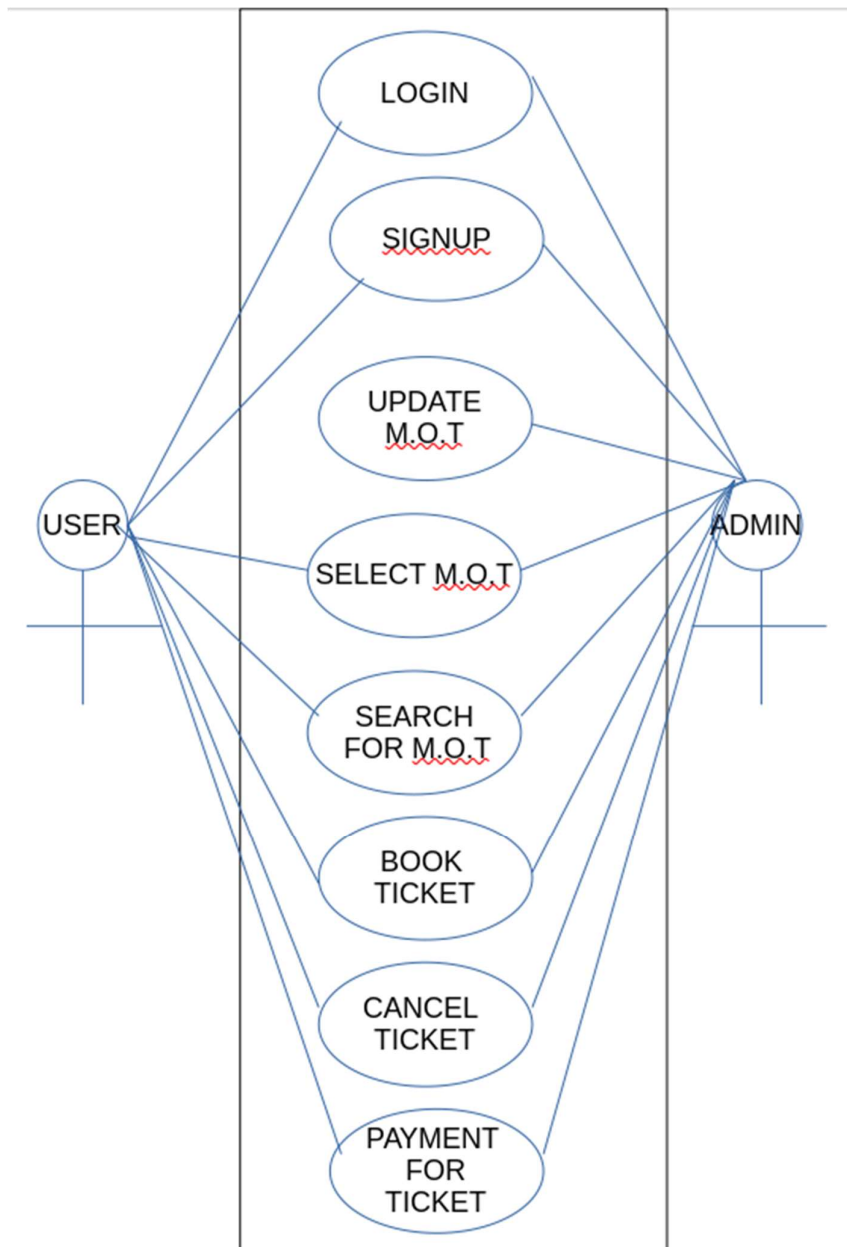 LOGIN
SIGNUP
UPDATE
M.O.T
USER
ADMIN
SELECT M.O.T
SEARCH
FOR M.O.T
BOOK
TICKET
CANCEL
TICKET
PAYMENT
FOR
TICKET